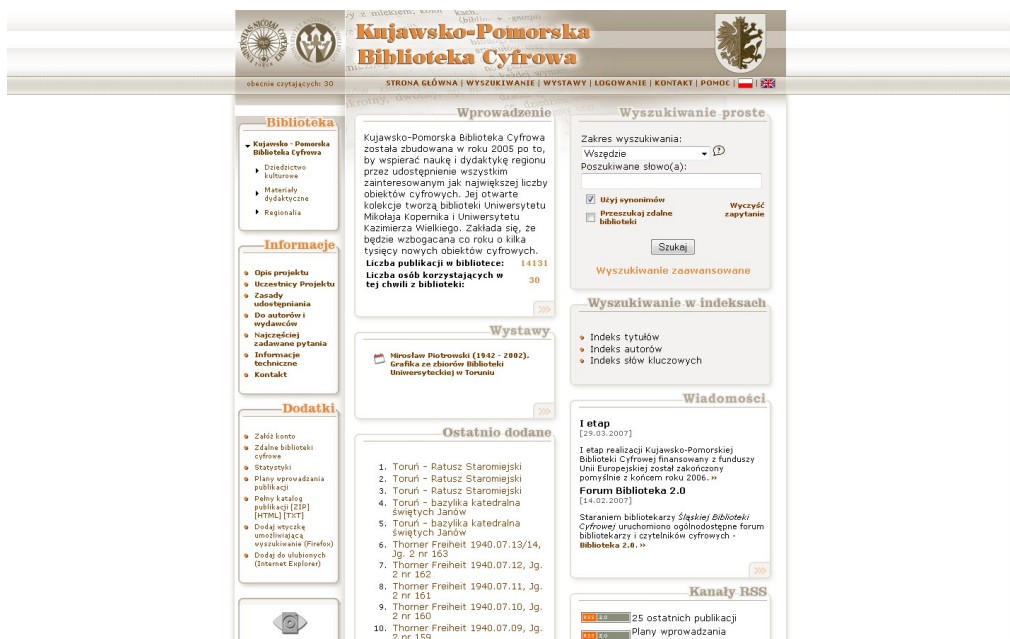 Kujawsko-Pomorska
Biblioteka Cyfrowa
obecnie czytających: 30
STRONA GŁÓWNA | WYSZUKIWANIE | WYSTAWY | LOGOWANIE | KONTAKT | POMOC |
Biblioteka
Kujawsko - Pomorska
Biblioteka Cyfrowa
Dziedzictwo
kulturowe
Materiały
dydaktyczne
Regionalia
Informacje
Opis projektu
Uczestnicy Projektu
Zasady
udostępniania
Do autorów i
wydawców
Najczęściej
zadawane pytania
Informacje
techniczne
Kontakt
Dodatki
Załóż konto
Zdalne biblioteki
cyfrowe
Statystyki
Plany wprowadzania
publikacji
Pełny katalog
publikacji [ZIP]
[HTML] [TXT]
Dodaj wtyczkę
umożliwiającą
wyszukiwanie (Firefox)
Dodaj do ulubionych
(Internet Explorer)
Wprowadzenie
Kujawsko-Pomorska Biblioteka Cyfrowa
została zbudowana w roku 2005 po to,
by wspierać naukę i dydaktykę regionu
przez udostępnienie wszystkim
zainteresowanym jak największej liczby
obiektów cyfrowych. Jej otwarte
kolekcje tworzą biblioteki Uniwersytetu
Mikołaja Kopernika i Uniwersytetu
Kazimierza Wielkiego. Zakłada się, że
będzie wzbogacana co roku o kilka
tysięcy nowych obiektów cyfrowych.
Liczba publikacji w bibliotece: 14131
Liczba osób korzystających w
tej chwili z biblioteki: 30
Wystawy
Mirosław Piotrowski (1942 - 2002).
Grafika ze zbiorów Biblioteki
Uniwersyteckiej w Toruniu
Ostatnio dodane
1. Toruń - Ratusz Staromiejski
2. Toruń - Ratusz Staromiejski
3. Toruń - Ratusz Staromiejski
4. Toruń - bazylika katedralna
świętych Janów
5. Toruń - bazylika katedralna
świętych Janów
6. Thorner Freiheit 1940.07.13/14,
Jg. 2 nr 163
7. Thorner Freiheit 1940.07.12, Jg.
2 nr 162
8. Thorner Freiheit 1940.07.11, Jg.
2 nr 161
9. Thorner Freiheit 1940.07.10, Jg.
2 nr 160
10. Thorner Freiheit 1940.07.09, Jg.
2 nr 159
Wyszukiwanie proste
Zakres wyszukiwania:
Wszędzie
Poszukiwane słowo(a):
Użyj synonimów
Przeszukaj zdalne
biblioteki
Wyczyść
zapytanie
Szukaj
Wyszukiwanie zaawansowane
Wyszukiwanie w indeksach
Indeks tytułów
Indeks autorów
Indeks słów kluczowych
Wiadomości
I etap
[29.03.2007]
I etap realizacji Kujawsko-Pomorskiej
Biblioteki Cyfrowej finansowany z funduszy
Unii Europejskiej został zakończony
pomyślnie z końcem roku 2006. »
Forum Biblioteka 2.0
[14.02.2007]
Staraniem bibliotekarzy Śląskiej Biblioteki
Cyfrowej uruchomiono ogólnodostępne forum
bibliotekarzy i czytelników cyfrowych -
Biblioteka 2.0. »
Kanały RSS
RSS 2.0 25 ostatnich publikacji
RSS 2.0 Plany wprowadzania